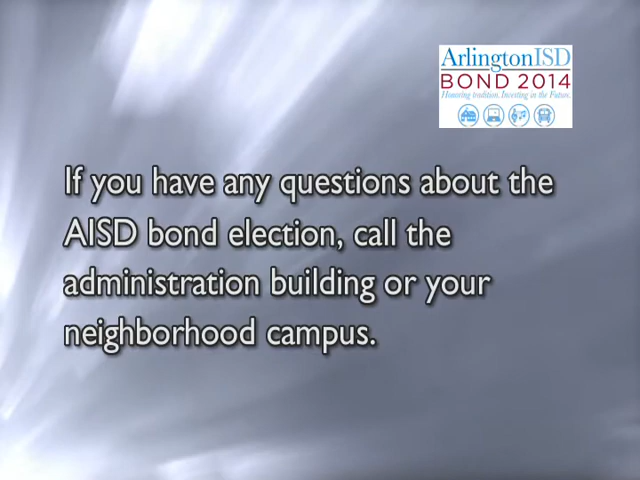 ArlingtonISD
BOND 2014
Honoring tradition. Investing in the Future.
If you have any questions about the
AISD bond election, call the
administration building or your
neighborhood campus.